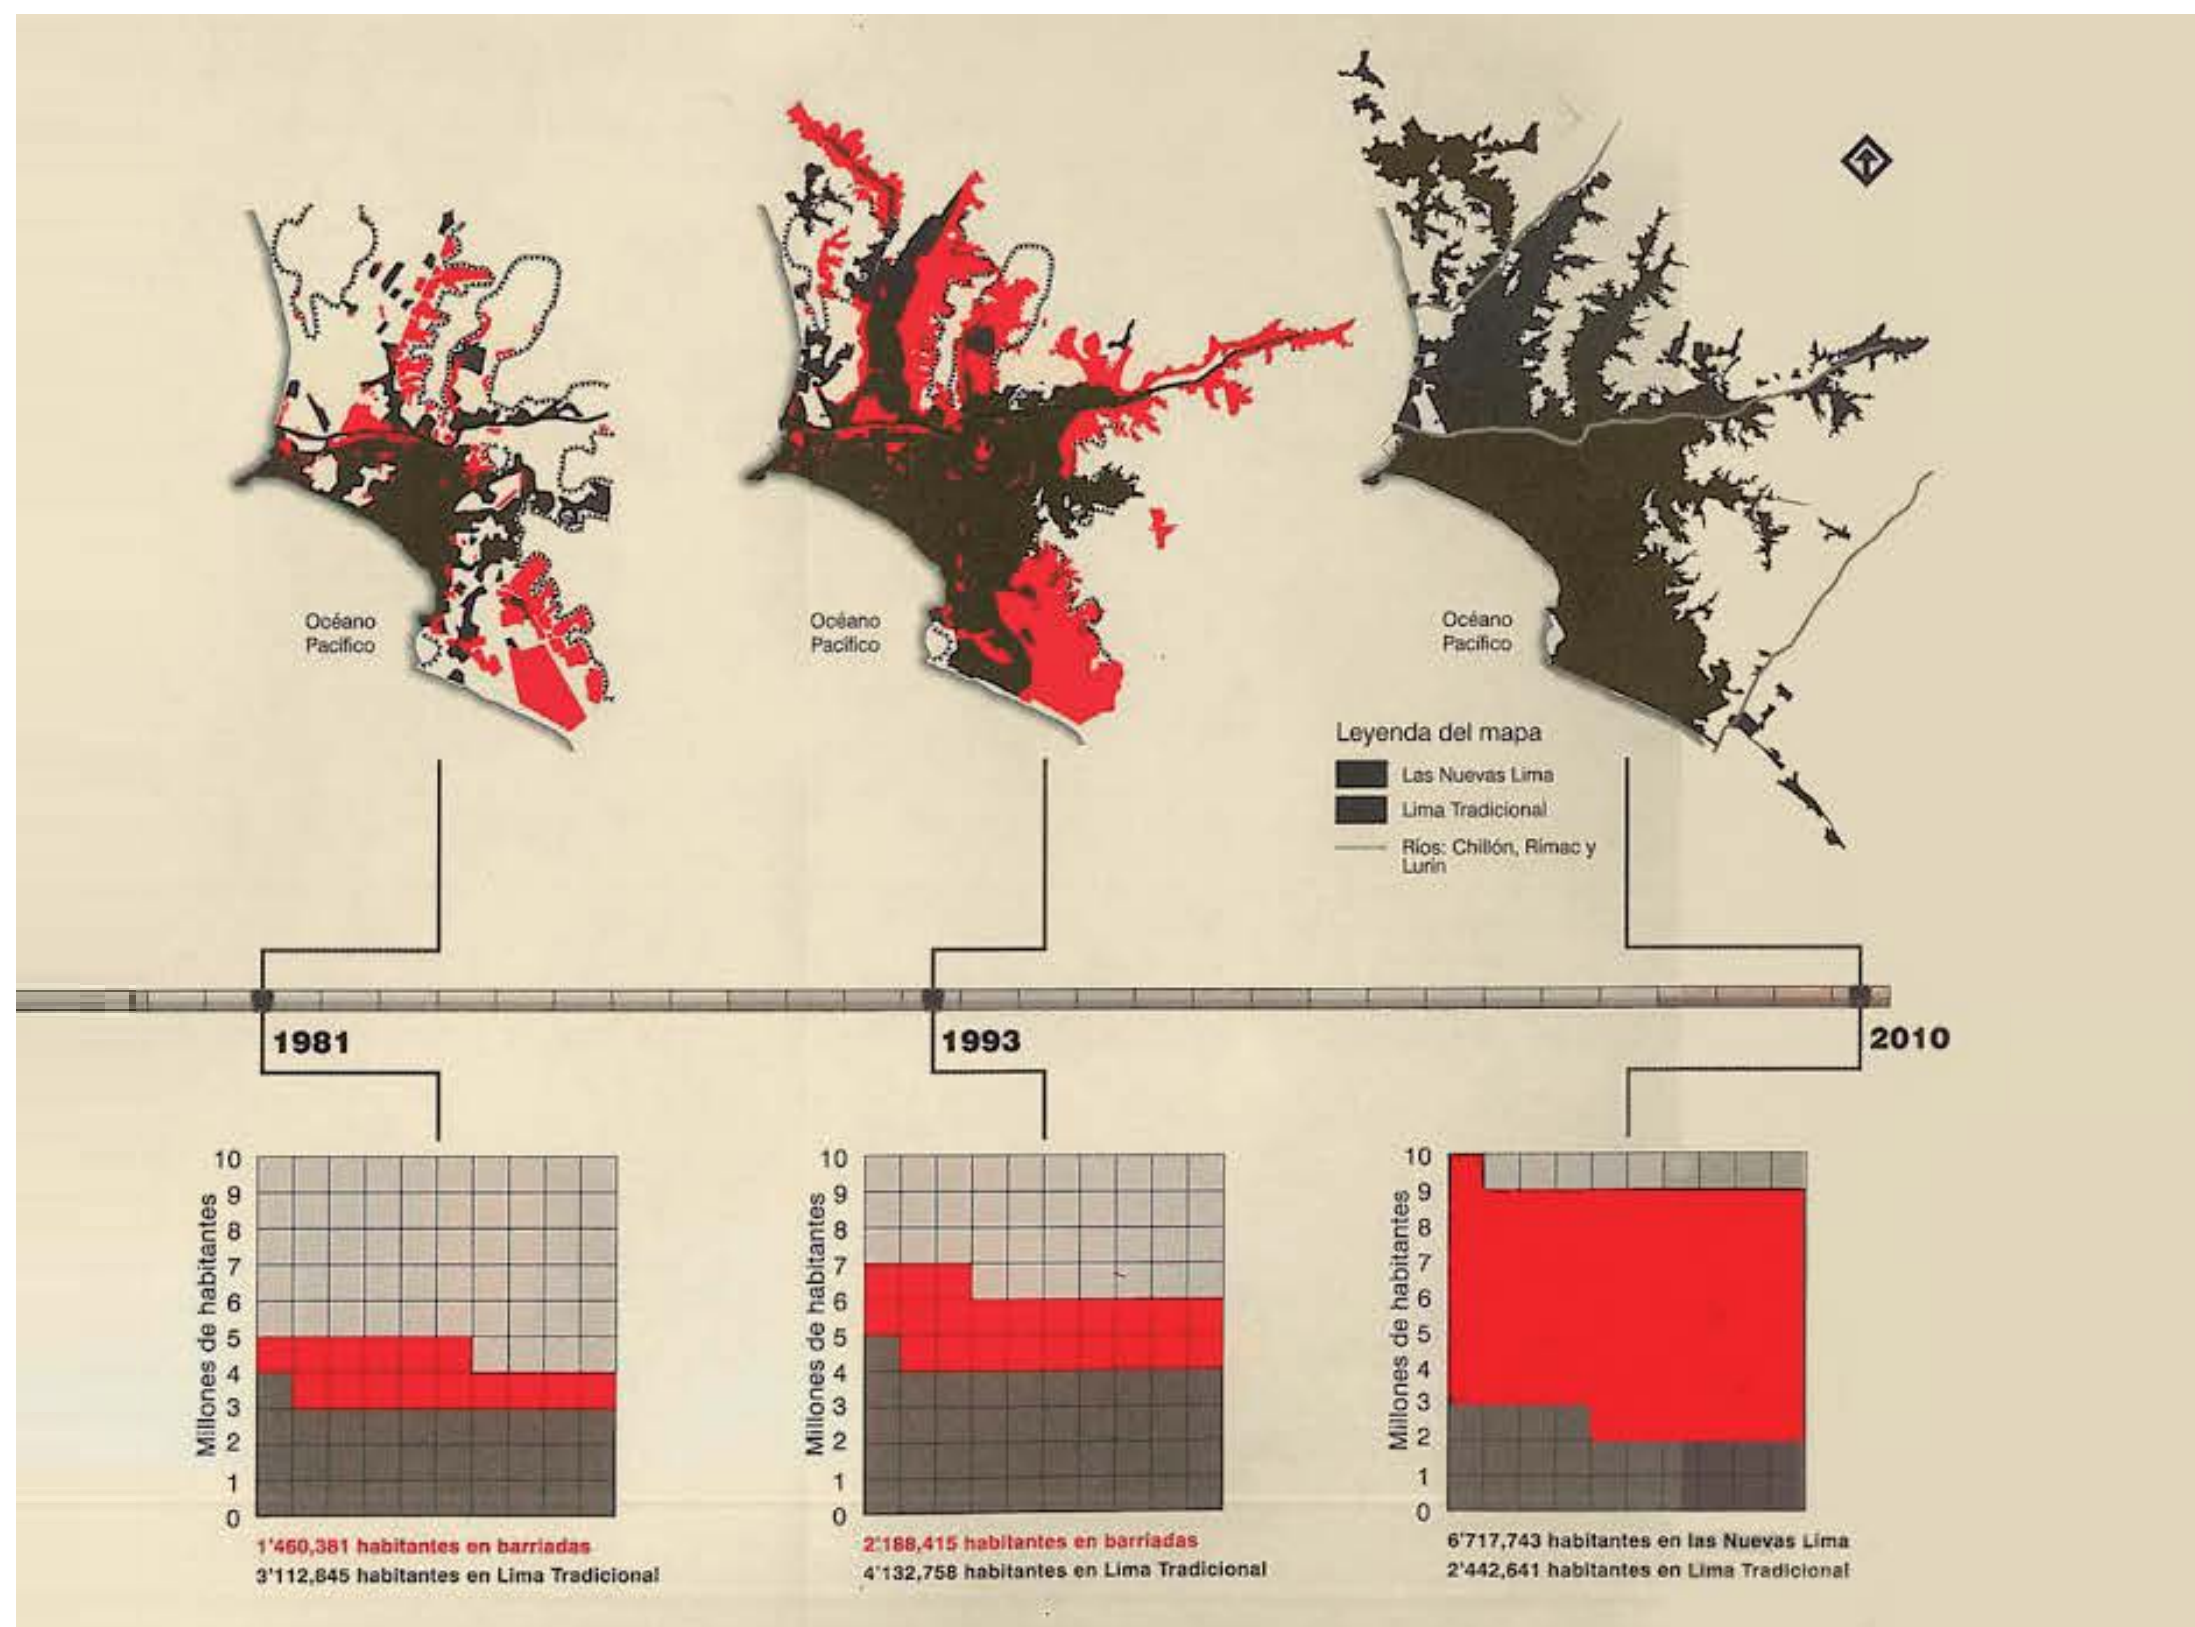 Océano
Pacífico
Océano
Pacífico
Océano
Pacífico
Leyenda del mapa
Las Nuevas Lima
Lima Tradicional
Ríos: Chillón, Rímac y
Lurín
1981
1993
2010
Millones de habitantes
10
9
8
7
6
5
4
3
2
1
0
1'460,381 habitantes en barriadas
3'112,845 habitantes en Lima Tradicional
Millones de habitantes
10
9
8
7
6
5
4
3
2
1
0
2'188,415 habitantes en barriadas
4'132,758 habitantes en Lima Tradicional
Millones de habitantes
10
9
8
7
6
5
4
3
2
1
0
6'717,743 habitantes en las Nuevas Lima
2'442,641 habitantes en Lima Tradicional